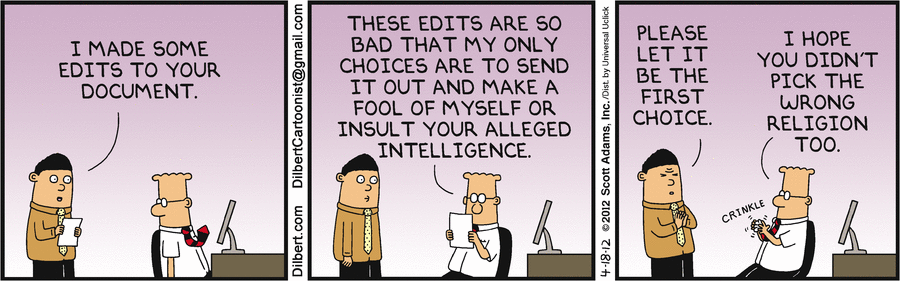 I MADE SOME
EDITS TO YOUR
DOCUMENT.
Dilbert.com DilbertCartoonist@gmail.com
THESE EDITS ARE SO
BAD THAT MY ONLY
CHOICES ARE TO SEND
IT OUT AND MAKE A
FOOL OF MYSELF OR
INSULT YOUR ALLEGED
INTELLIGENCE.
4-18-12 © 2012 Scott Adams, Inc. /Dist. by Universal Uclick
PLEASE
LET IT
BE THE
FIRST
CHOICE.
I HOPE
YOU DIDN'T
PICK THE
WRONG
RELIGION
TOO.
CRINKLE